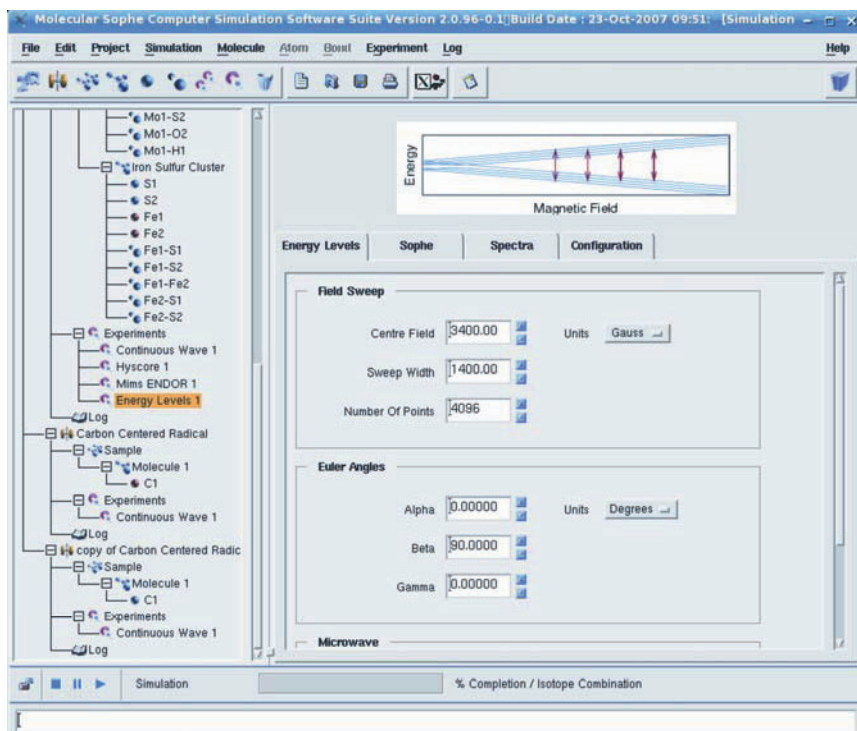 Molecular Sophe Computer Simulation Software Suite Version 2.0.96-0.1 Build Date : 23-Oct-2007 09:51: [Simulation
File Edit Project Simulation Molecule Atom Bond Experiment Log Help
Mo1-S2
Mo1-O2
Mo1-H1
Iron Sulfur Cluster
S1
S2
Fe1
Fe2
Fe1-S1
Fe1-S2
Fe1-Fe2
Fe2-S1
Fe2-S2
Experiments
Continuous Wave 1
Hyscore 1
Mims ENDOR 1
Energy Levels 1
Log
Carbon Centered Radical
Sample
Molecule 1
C1
Experiments
Continuous Wave 1
Log
copy of Carbon Centered Radic
Sample
Molecule 1
C1
Experiments
Continuous Wave 1
Log
Energy
Magnetic Field
Energy Levels Sophe Spectra Configuration
Field Sweep
Centre Field 3400.00 Units Gauss
Sweep Width 1400.00
Number Of Points 4096
Euler Angles
Alpha 0.00000 Units Degrees
Beta 90.0000
Gamma 0.00000
Microwave
Simulation % Completion / Isotope Combination